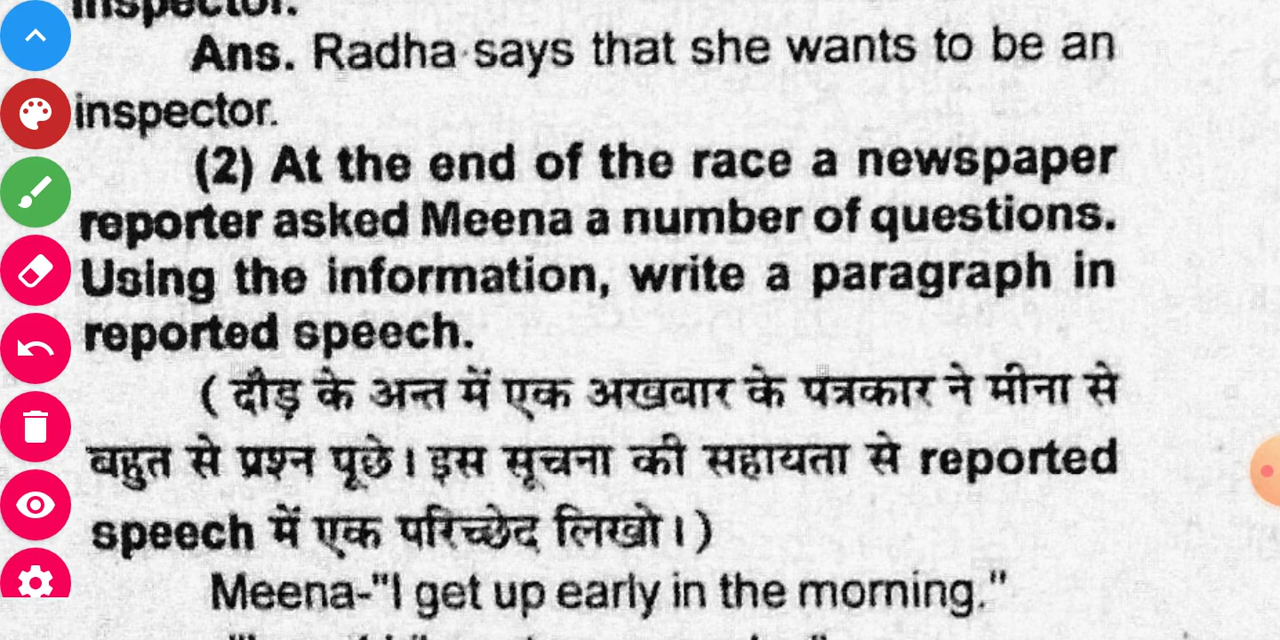 inspector.
Ans. Radha says that she wants to be an
inspector.
(2) At the end of the race a newspaper
reporter asked Meena a number of questions.
Using the information, write a paragraph in
reported speech.
( दौड़ के अन्त में एक अखबार के पत्रकार ने मीना से
बहुत से प्रश्न पूछे। इस सूचना की सहायता से reported
speech में एक परिच्छेद लिखो।)
Meena-"I get up early in the morning."